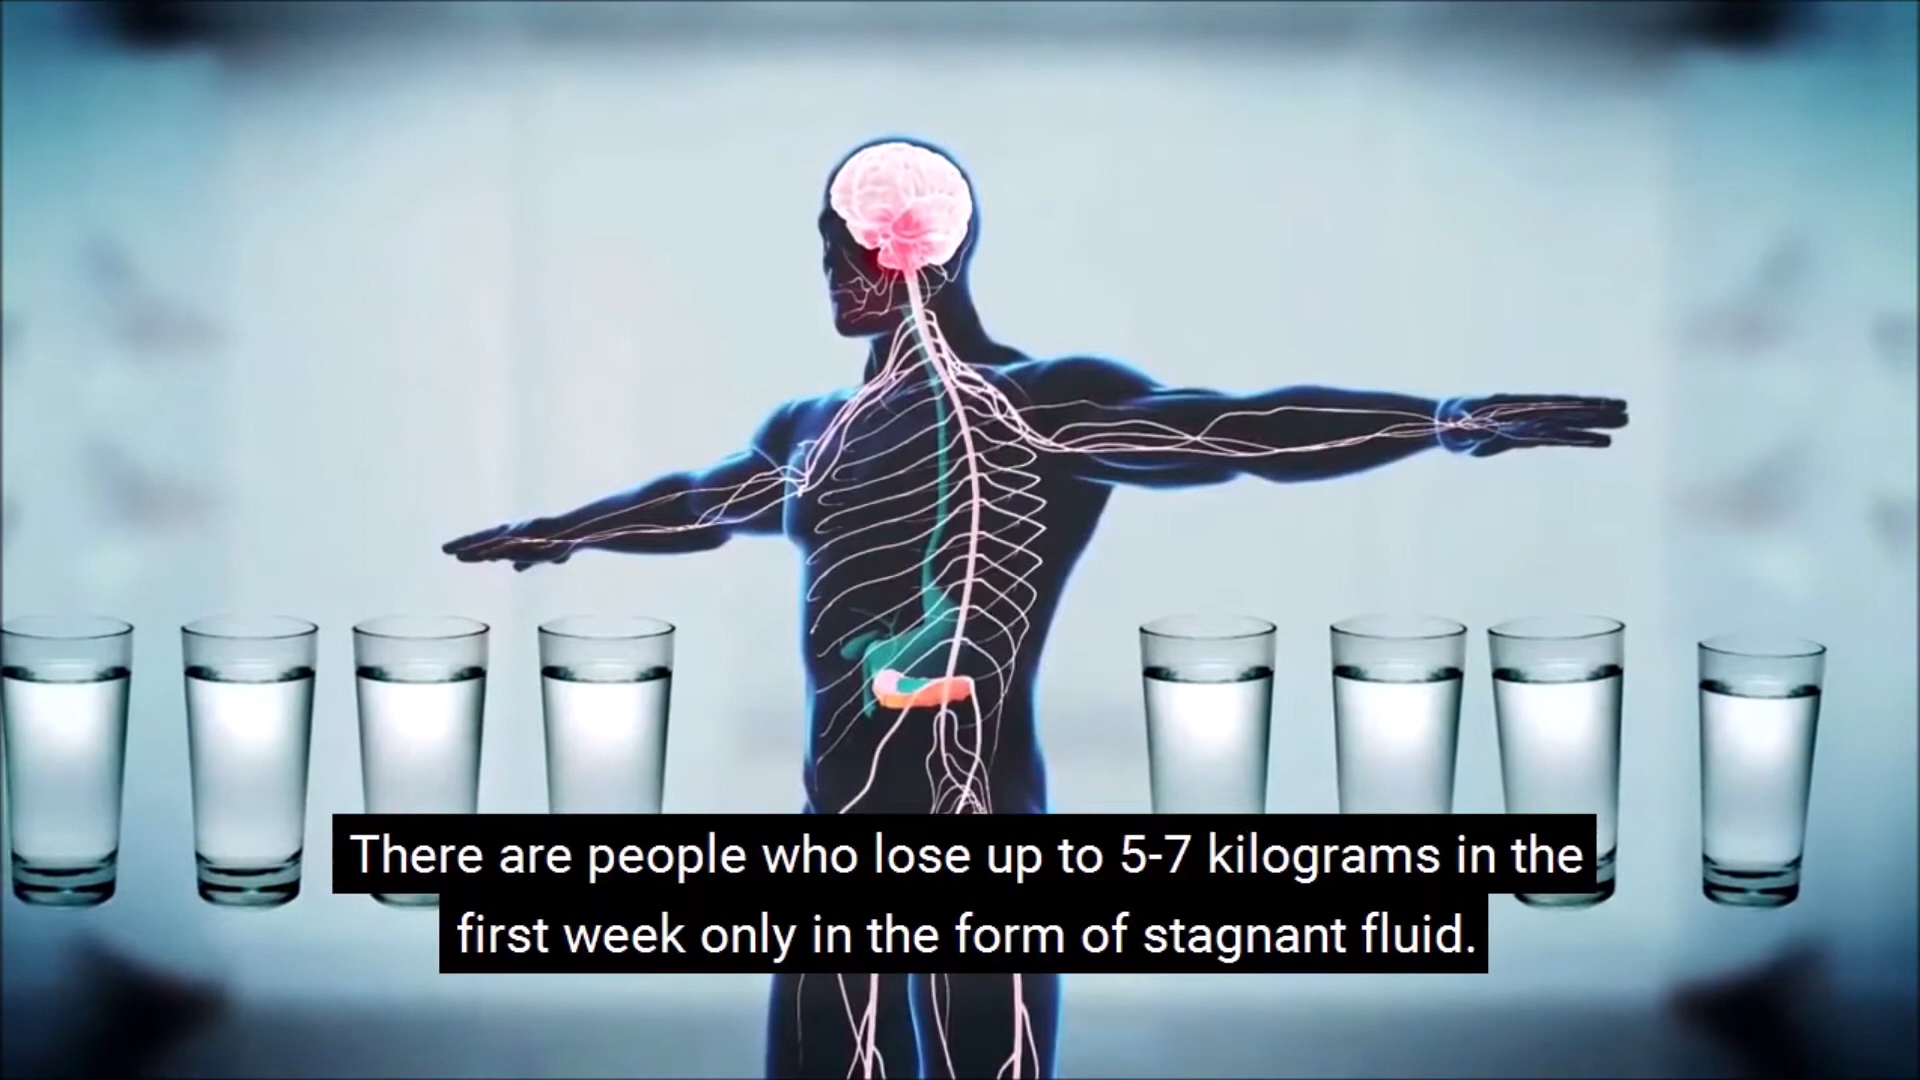 There are people who lose up to 5-7 kilograms in the
first week only in the form of stagnant fluid.